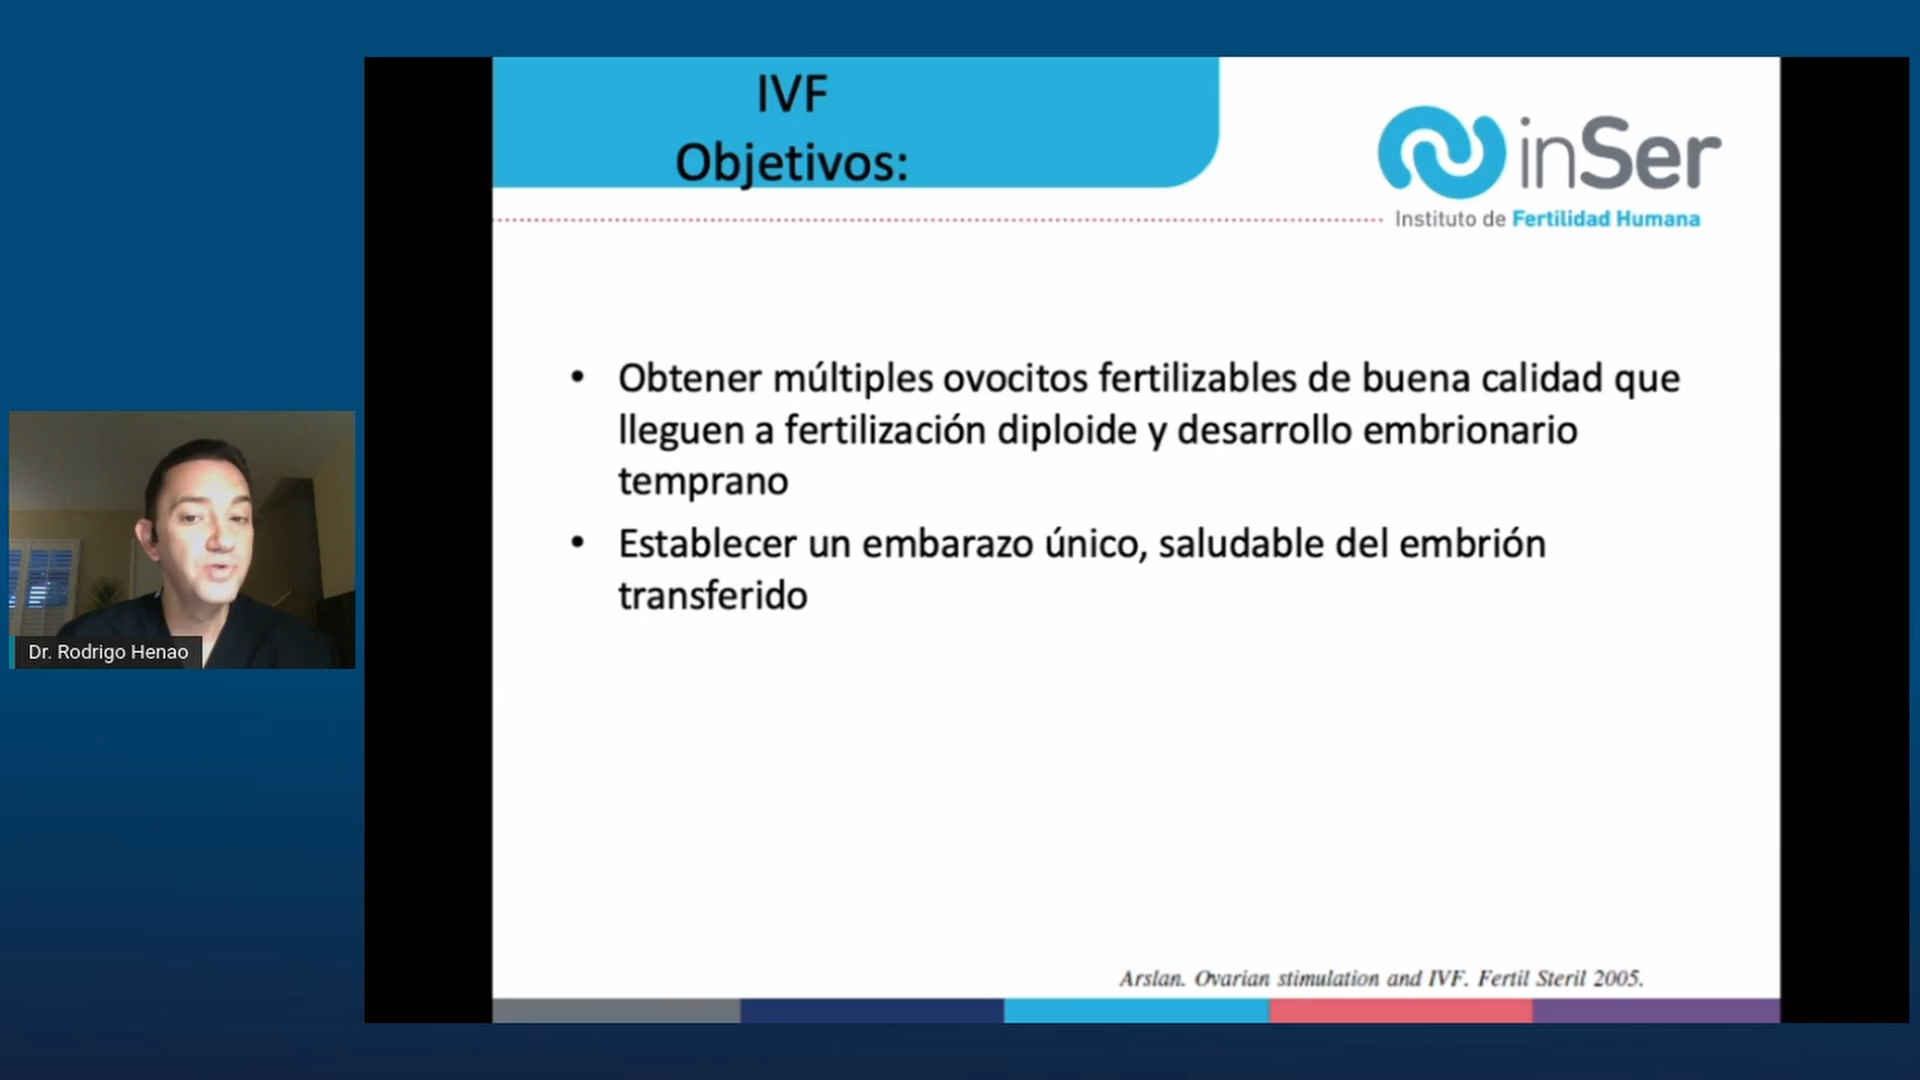 IVF
Objetivos:
inSer
Instituto de Fertilidad Humana
• Obtener múltiples ovocitos fertilizables de buena calidad que
lleguen a fertilización diploide y desarrollo embrionario
temprano
• Establecer un embarazo único, saludable del embrión
transferido
Dr. Rodrigo Henao
Arslan. Ovarian stimulation and IVF. Fertil Steril 2005.